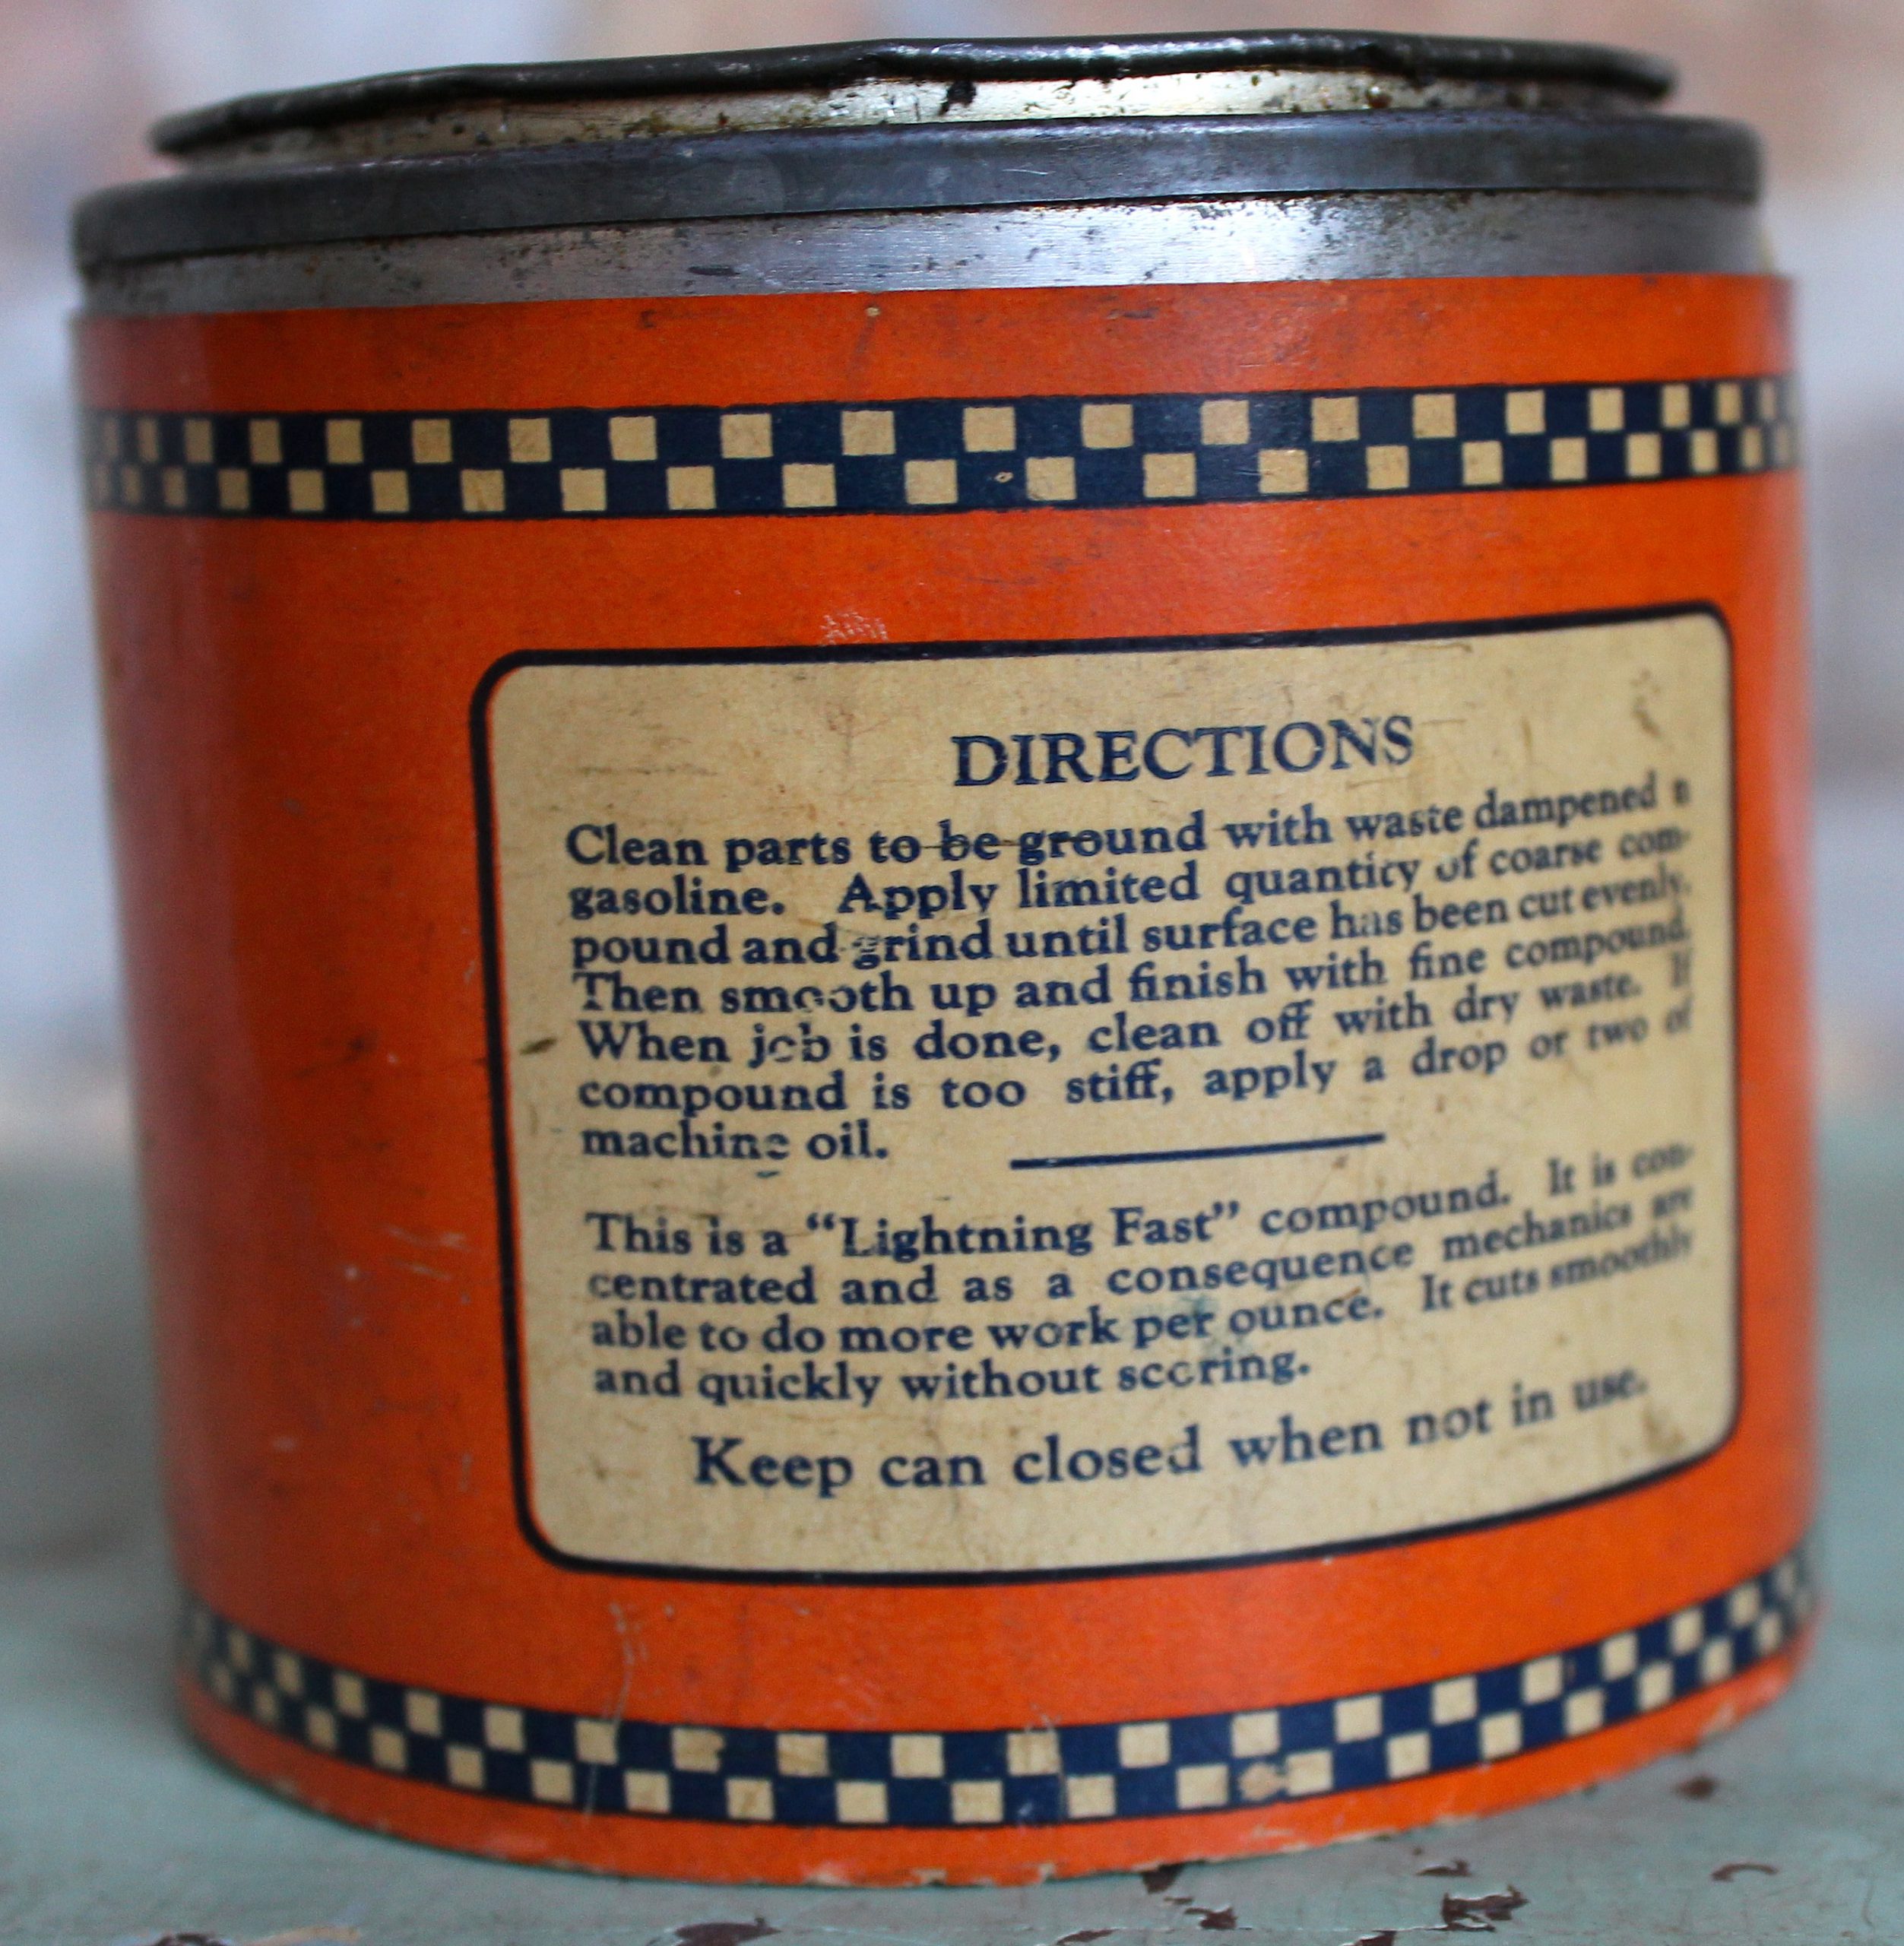 DIRECTIONS
Clean parts to be ground with waste dampened
gasoline. Apply limited quantity of coarse com-
pound and grind until surface has been cut evenly.
Then smooth up and finish with fine compound.
When job is done, clean off with dry waste. If
compound is too stiff, apply a drop or two of
machine oil.
This is a “Lightning Fast” compound. It is con-
centrated and as a consequence mechanics are
able to do more work per ounce. It cuts smoothly
and quickly without scoring.
Keep can closed when not in use.